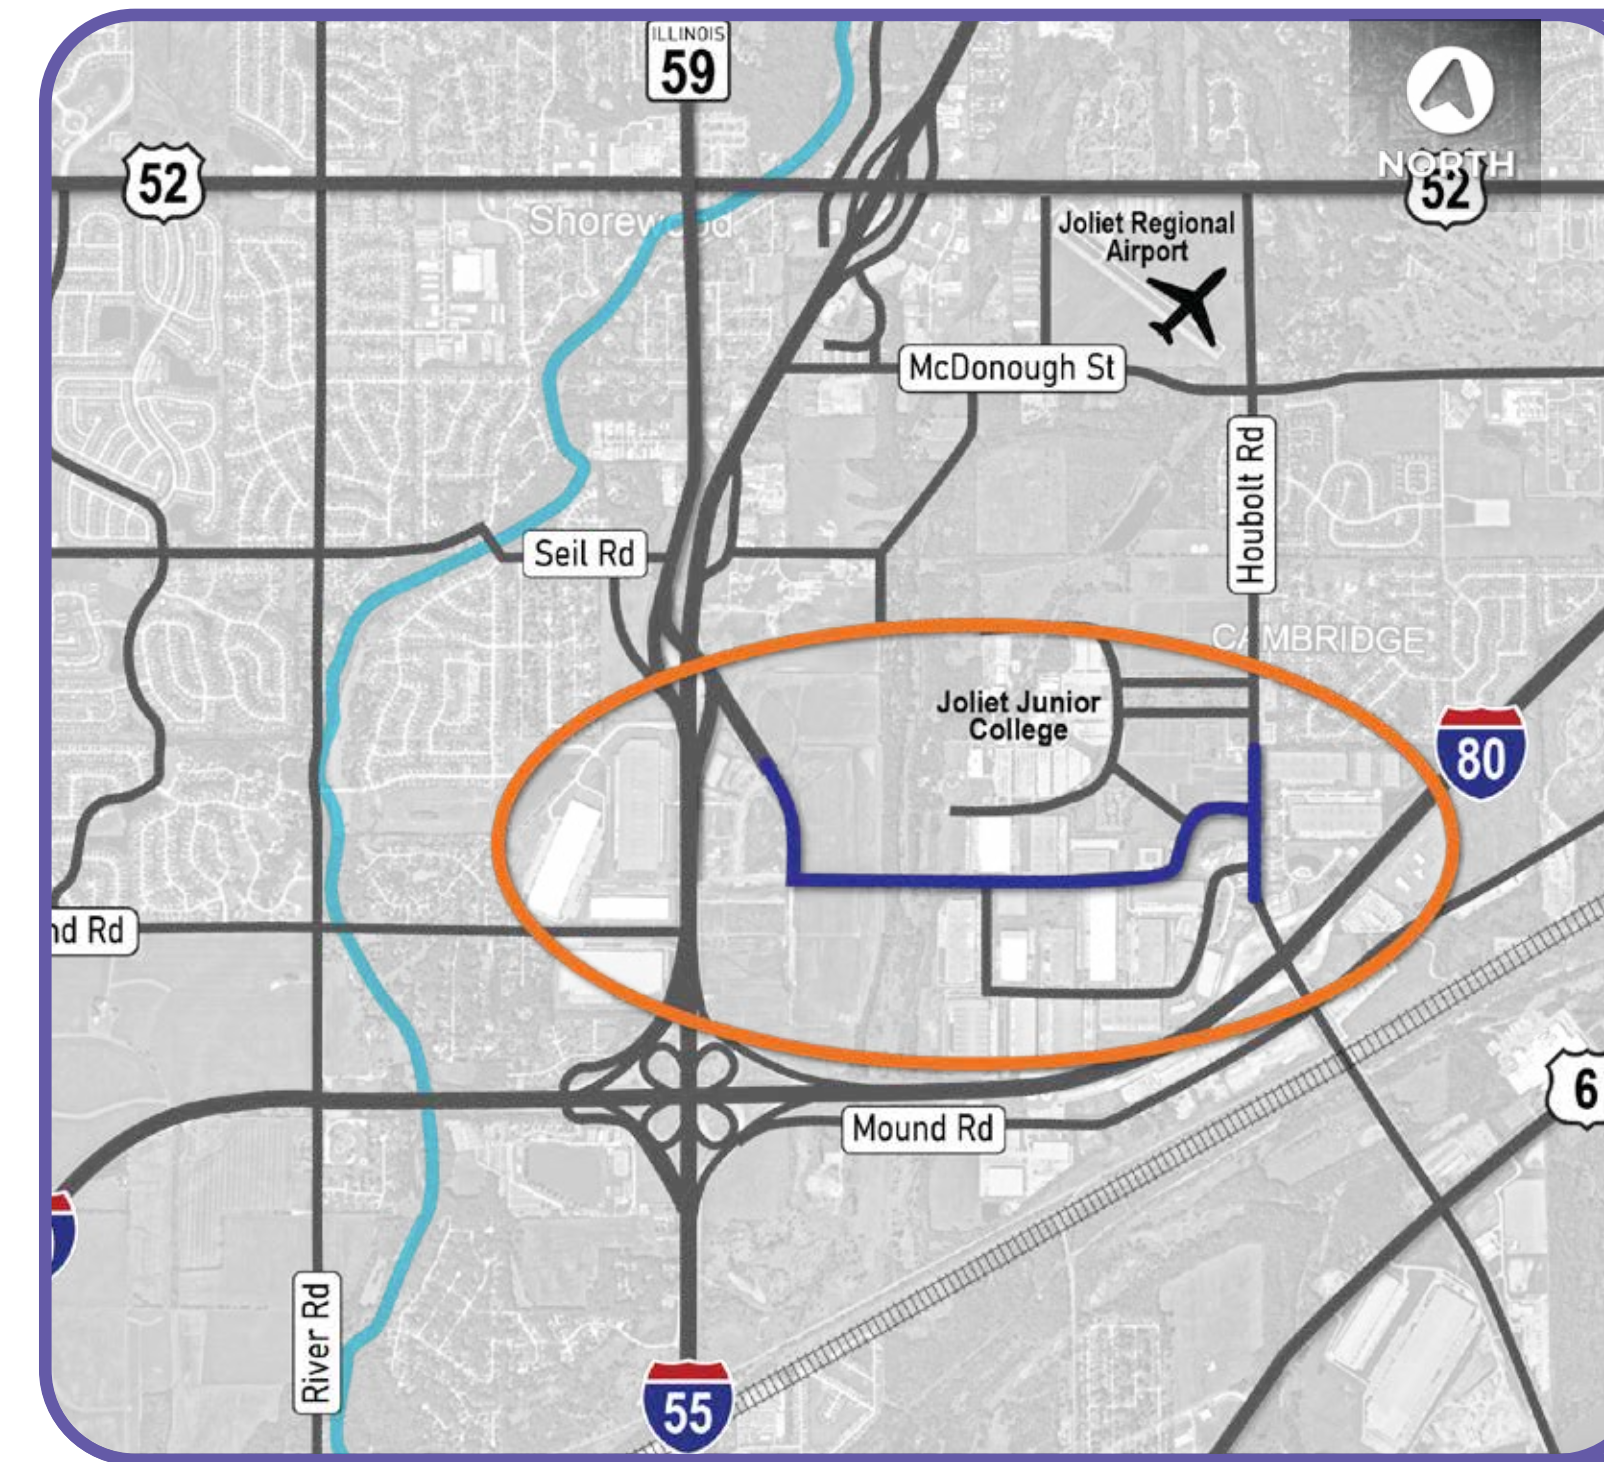 ILLINOIS
59
52
NORTH
52
Shorewood
Joliet Regional
Airport
McDonough St
Houbolt Rd
Seil Rd
CAMBRIDGE
Joliet Junior
College
80
nd Rd
6
Mound Rd
River Rd
55